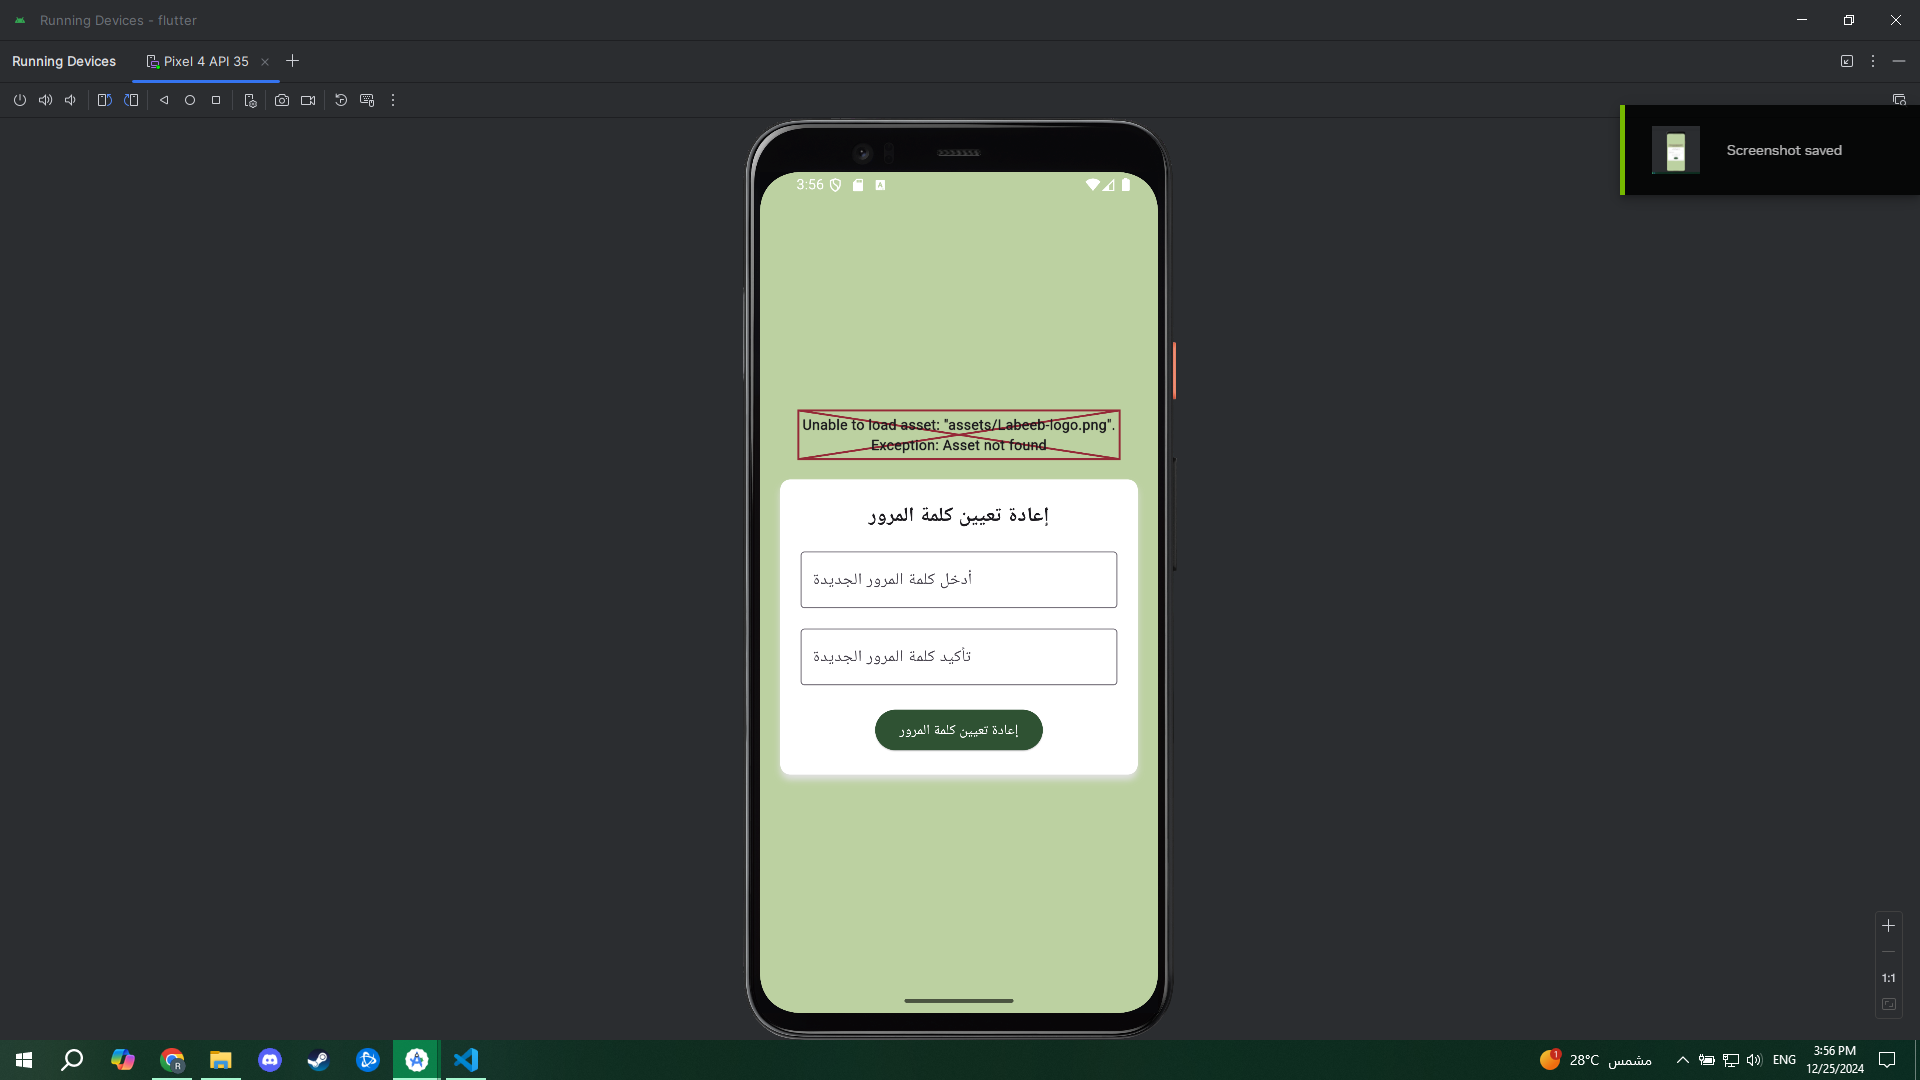 Running Devices - flutter
Running Devices
Pixel 4 API 35
Screenshot saved
3:56
Unable to load asset: "assets/Labeeb-logo.png".
Exception: Asset not found
إعادة تعيين كلمة المرور
أدخل كلمة المرور الجديدة
تأكيد كلمة المرور الجديدة
إعادة تعيين كلمة المرور
1:1
1
28°C مشمس
ENG
3:56 PM
12/25/2024